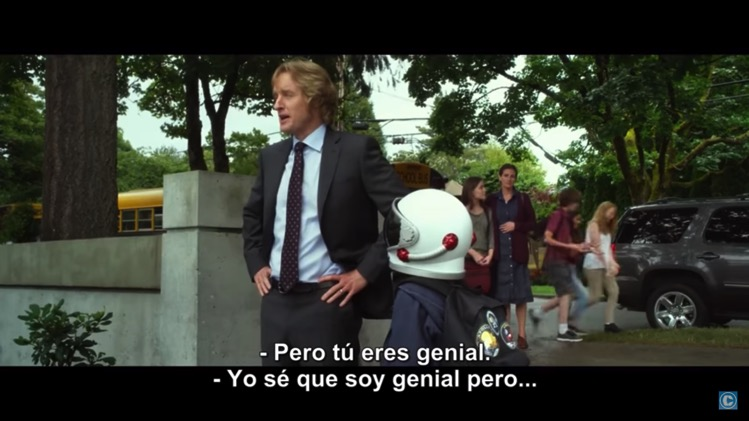 - Pero tú eres genial.
- Yo sé que soy genial pero...